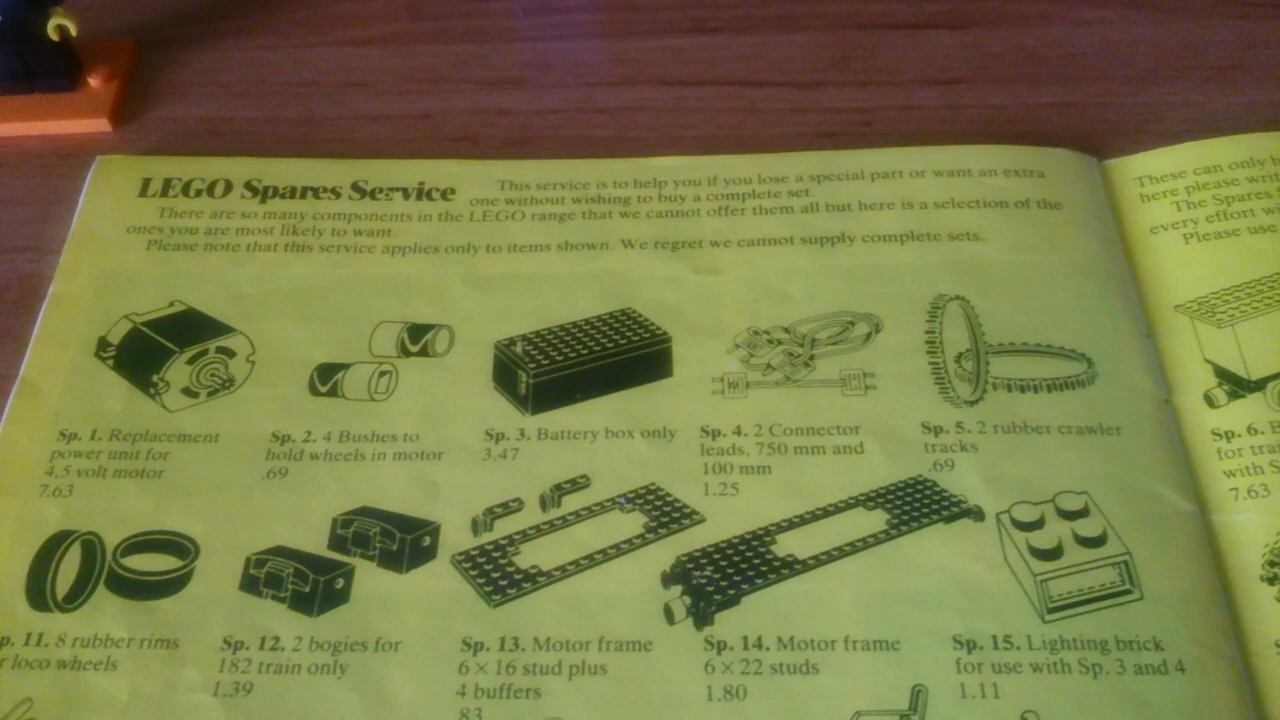 LEGO Spares Service
This service is to help you if you lose a special part or want an extra
one without wishing to buy a complete set.
There are so many components in the LEGO range that we cannot offer them all but here is a selection of the
ones you are most likely to want.
Please note that this service applies only to items shown. We regret we cannot supply complete sets.
These can only
here please
The Spares
every effort
Please use
Sp. 1. Replacement
power unit for
4,5 volt motor
7.63
Sp. 2. 4 Bushes to
hold wheels in motor
.69
Sp. 3. Battery box only
3.47
Sp. 4. 2 Connector
leads, 750 mm and
100 mm
1.25
Sp. 5. 2 rubber crawler
tracks
.69
Sp. 6.
for
with
7.63
p. 11. 8 rubber rims
r loco wheels
Sp. 12. 2 bogies for
182 train only
1.39
Sp. 13. Motor frame
6 × 16 stud plus
4 buffers
83
Sp. 14. Motor frame
6 × 22 studs
1.80
Sp. 15. Lighting brick
for use with Sp. 3 and 4
1.11